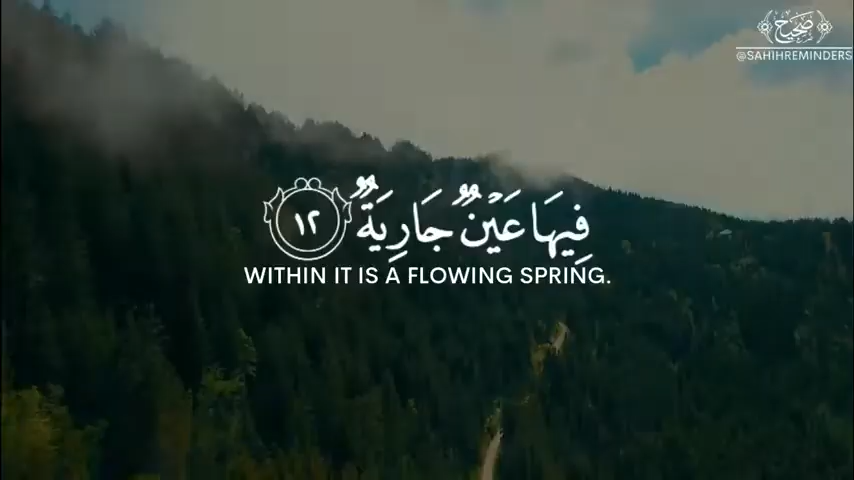 صحيح
@SAHIHREMINDERS
فِيهَا عَيْنٌ جَارِيَةٌ ١٢
WITHIN IT IS A FLOWING SPRING.